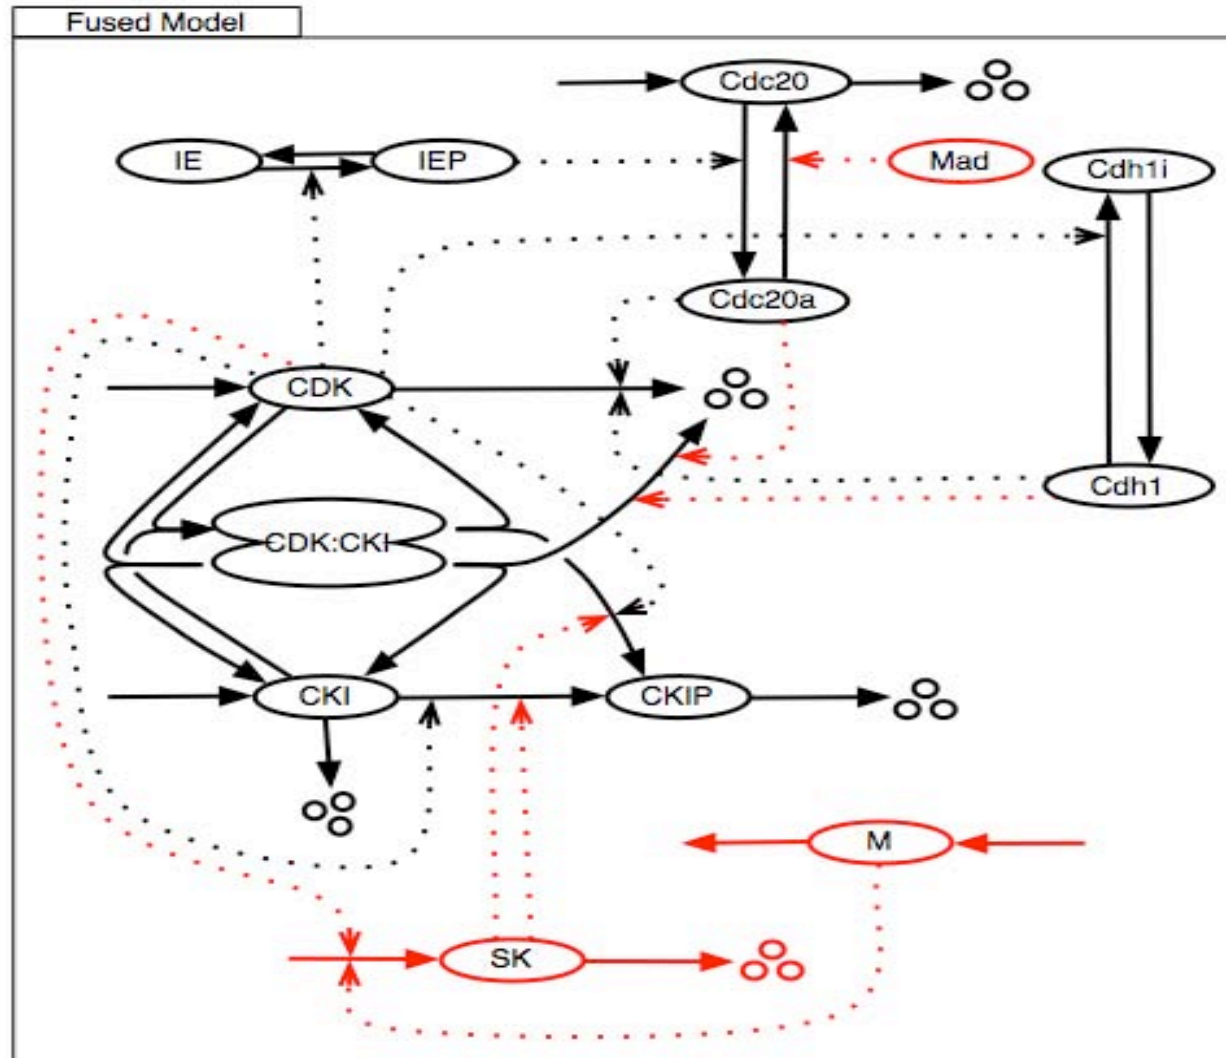 Fused Model
Cdc20
IE
IEP
Mad
Cdh1i
Cdc20a
CDK
Cdh1
CDK:CKI
CKI
CKIP
M
SK